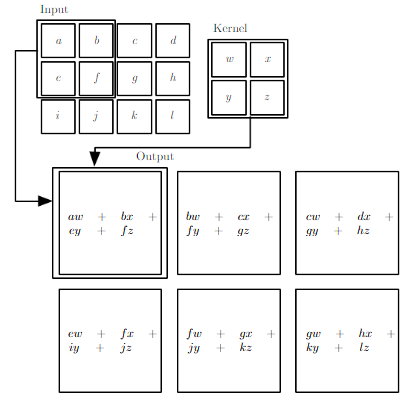 Input
Kernel
a b c d
w x
e f g h
y z
i j k l
Output
aw + bx +
ey + fz
bw + cx +
fy + gz
cw + dx +
gy + hz
ew + fx +
iy + jz
fw + gx +
jy + kz
gw + hx +
ky + lz